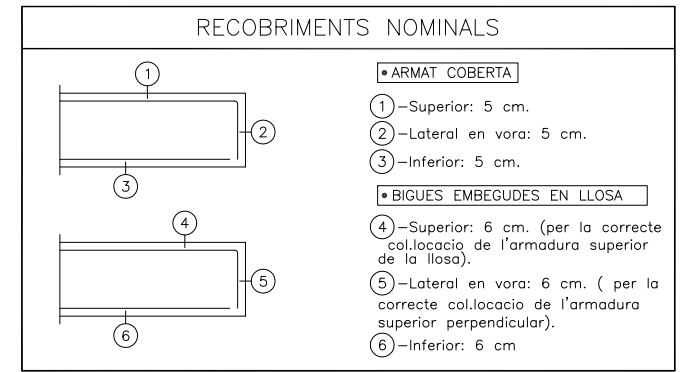 RECOBRIMENTS NOMINALS
1
2
3
• ARMAT COBERTA
1 -Superior: 5 cm.
2 -Lateral en vora: 5 cm.
3 -Inferior: 5 cm.
4
5
6
• BIGUES EMBEGUDES EN LLOSA
4 -Superior: 6 cm. (per la correcte
col.locacio de l'armadura superior
de la llosa).
5 -Lateral en vora: 6 cm. ( per la
correcte col.locacio de l'armadura
superior perpendicular).
6 -Inferior: 6 cm